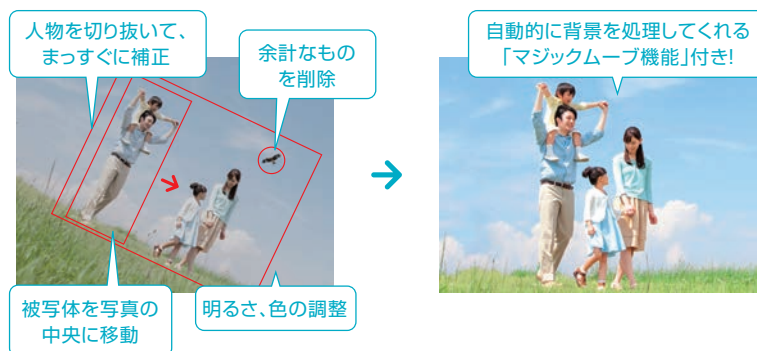 人物を切り抜いて、
まっすぐに補正
余計なもの
を削除
被写体を写真の
中央に移動
明るさ、色の調整
自動的に背景を処理してくれる
「マジックムーブ機能」付き!